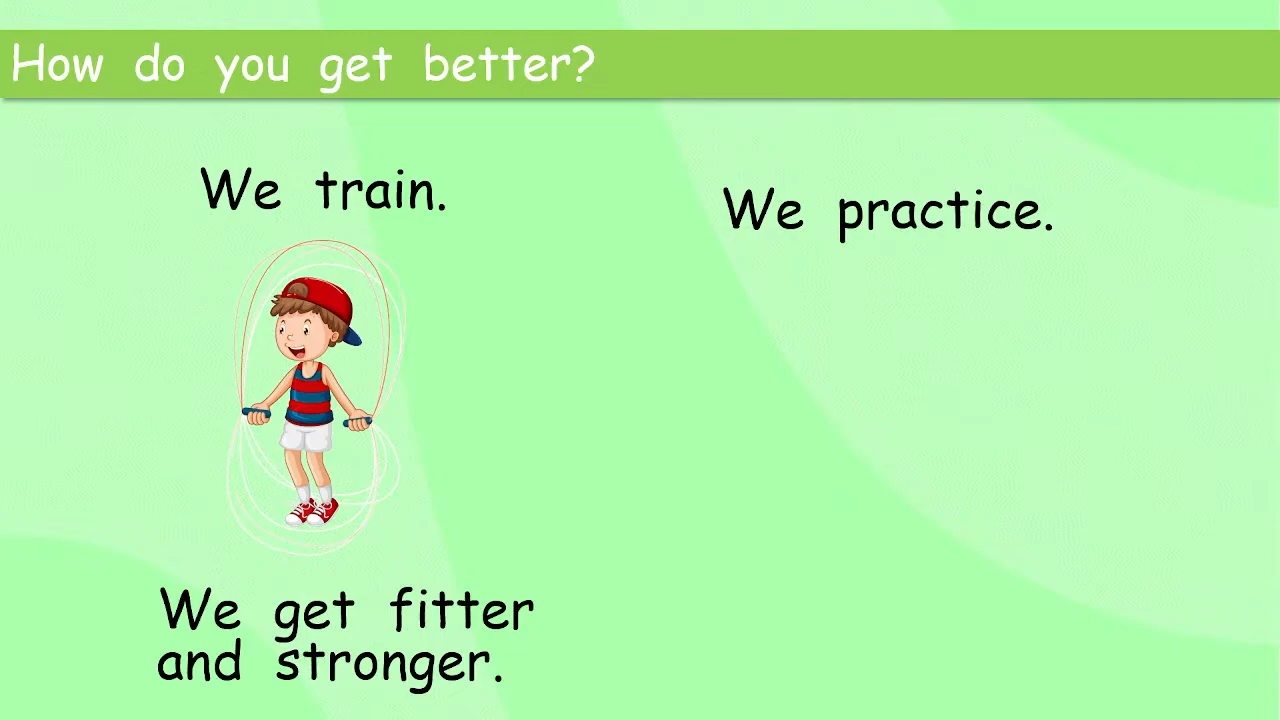 How do you get better?
We train.
We practice.
We get fitter
and stronger.